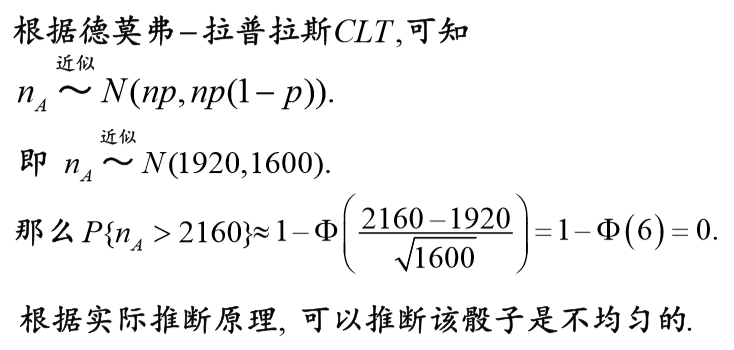 根据德莫弗–拉普拉斯CLT,可知
近似
n_A ～ N(np,np(1−p)).
近似
即 n_A ～ N(1920,1600).
那么P{n_A > 2160}≈1−Φ((2160−1920)/√1600)=1−Φ(6)=0.
根据实际推断原理, 可以推断该骰子是不均匀的.